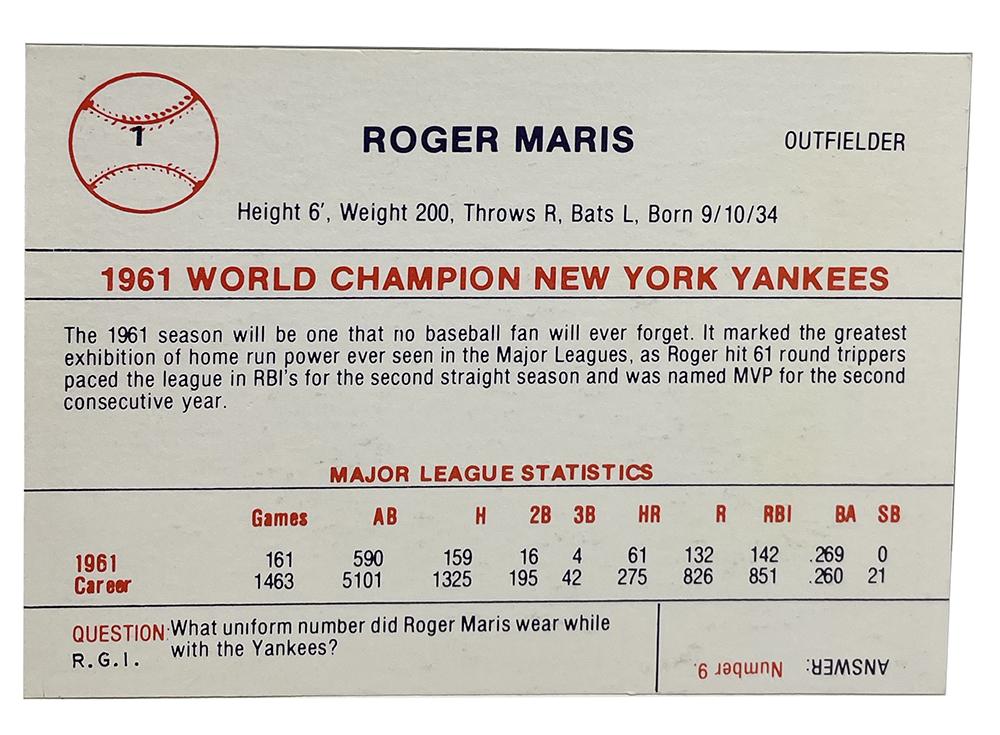 1
ROGER MARIS
OUTFIELDER
Height 6', Weight 200, Throws R, Bats L, Born 9/10/34
1961 WORLD CHAMPION NEW YORK YANKEES
The 1961 season will be one that no baseball fan will ever forget. It marked the greatest
exhibition of home run power ever seen in the Major Leagues, as Roger hit 61 round trippers
paced the league in RBI's for the second straight season and was named MVP for the second
consecutive year.
MAJOR LEAGUE STATISTICS
Games AB H 2B 3B HR R RBI BA SB
1961 161 590 159 16 4 61 132 142 .269 0
Career 1463 5101 1325 195 42 275 826 851 .260 21
QUESTION: What uniform number did Roger Maris wear while
R.G.I. with the Yankees?
ANSWER: Number 9.